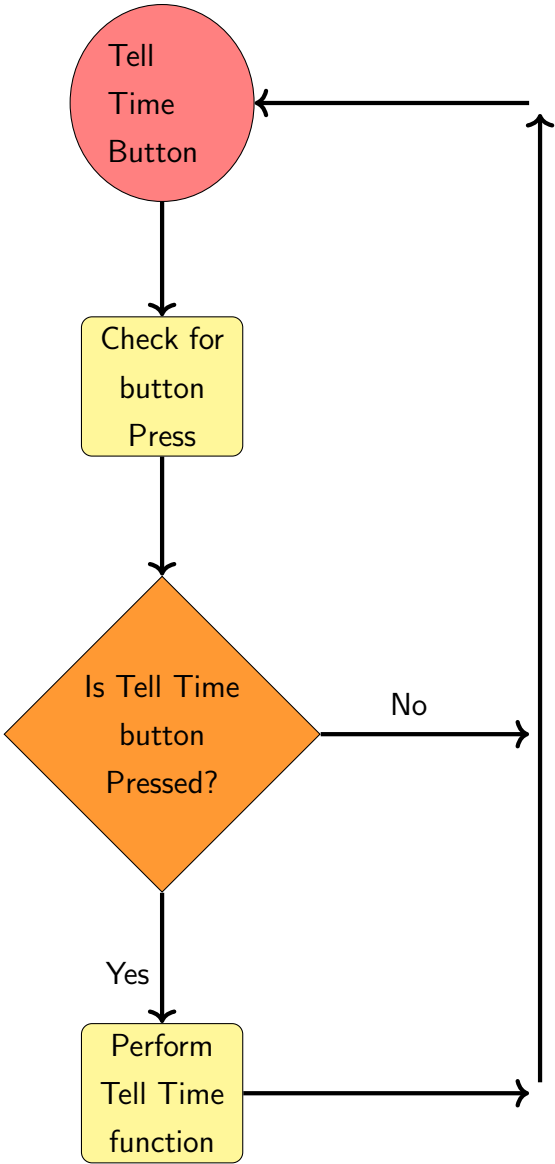 Tell
Time
Button
Check for
button
Press
Is Tell Time
button
Pressed?
No
Yes
Perform
Tell Time
function